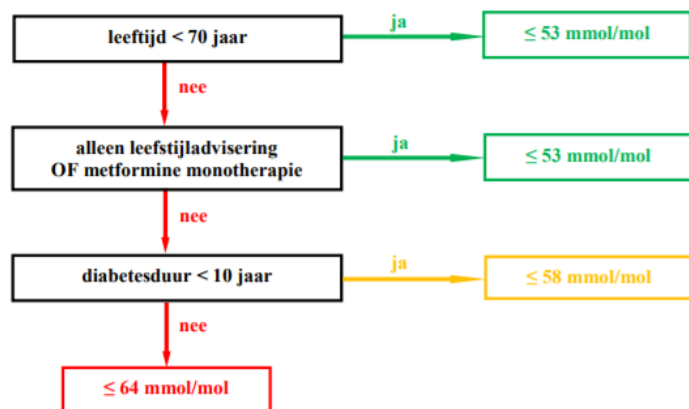 leeftijd < 70 jaar
ja
≤ 53 mmol/mol
nee
alleen leefstijladvisering
OF metformine monotherapie
ja
≤ 53 mmol/mol
nee
diabetesduur < 10 jaar
ja
≤ 58 mmol/mol
nee
≤ 64 mmol/mol